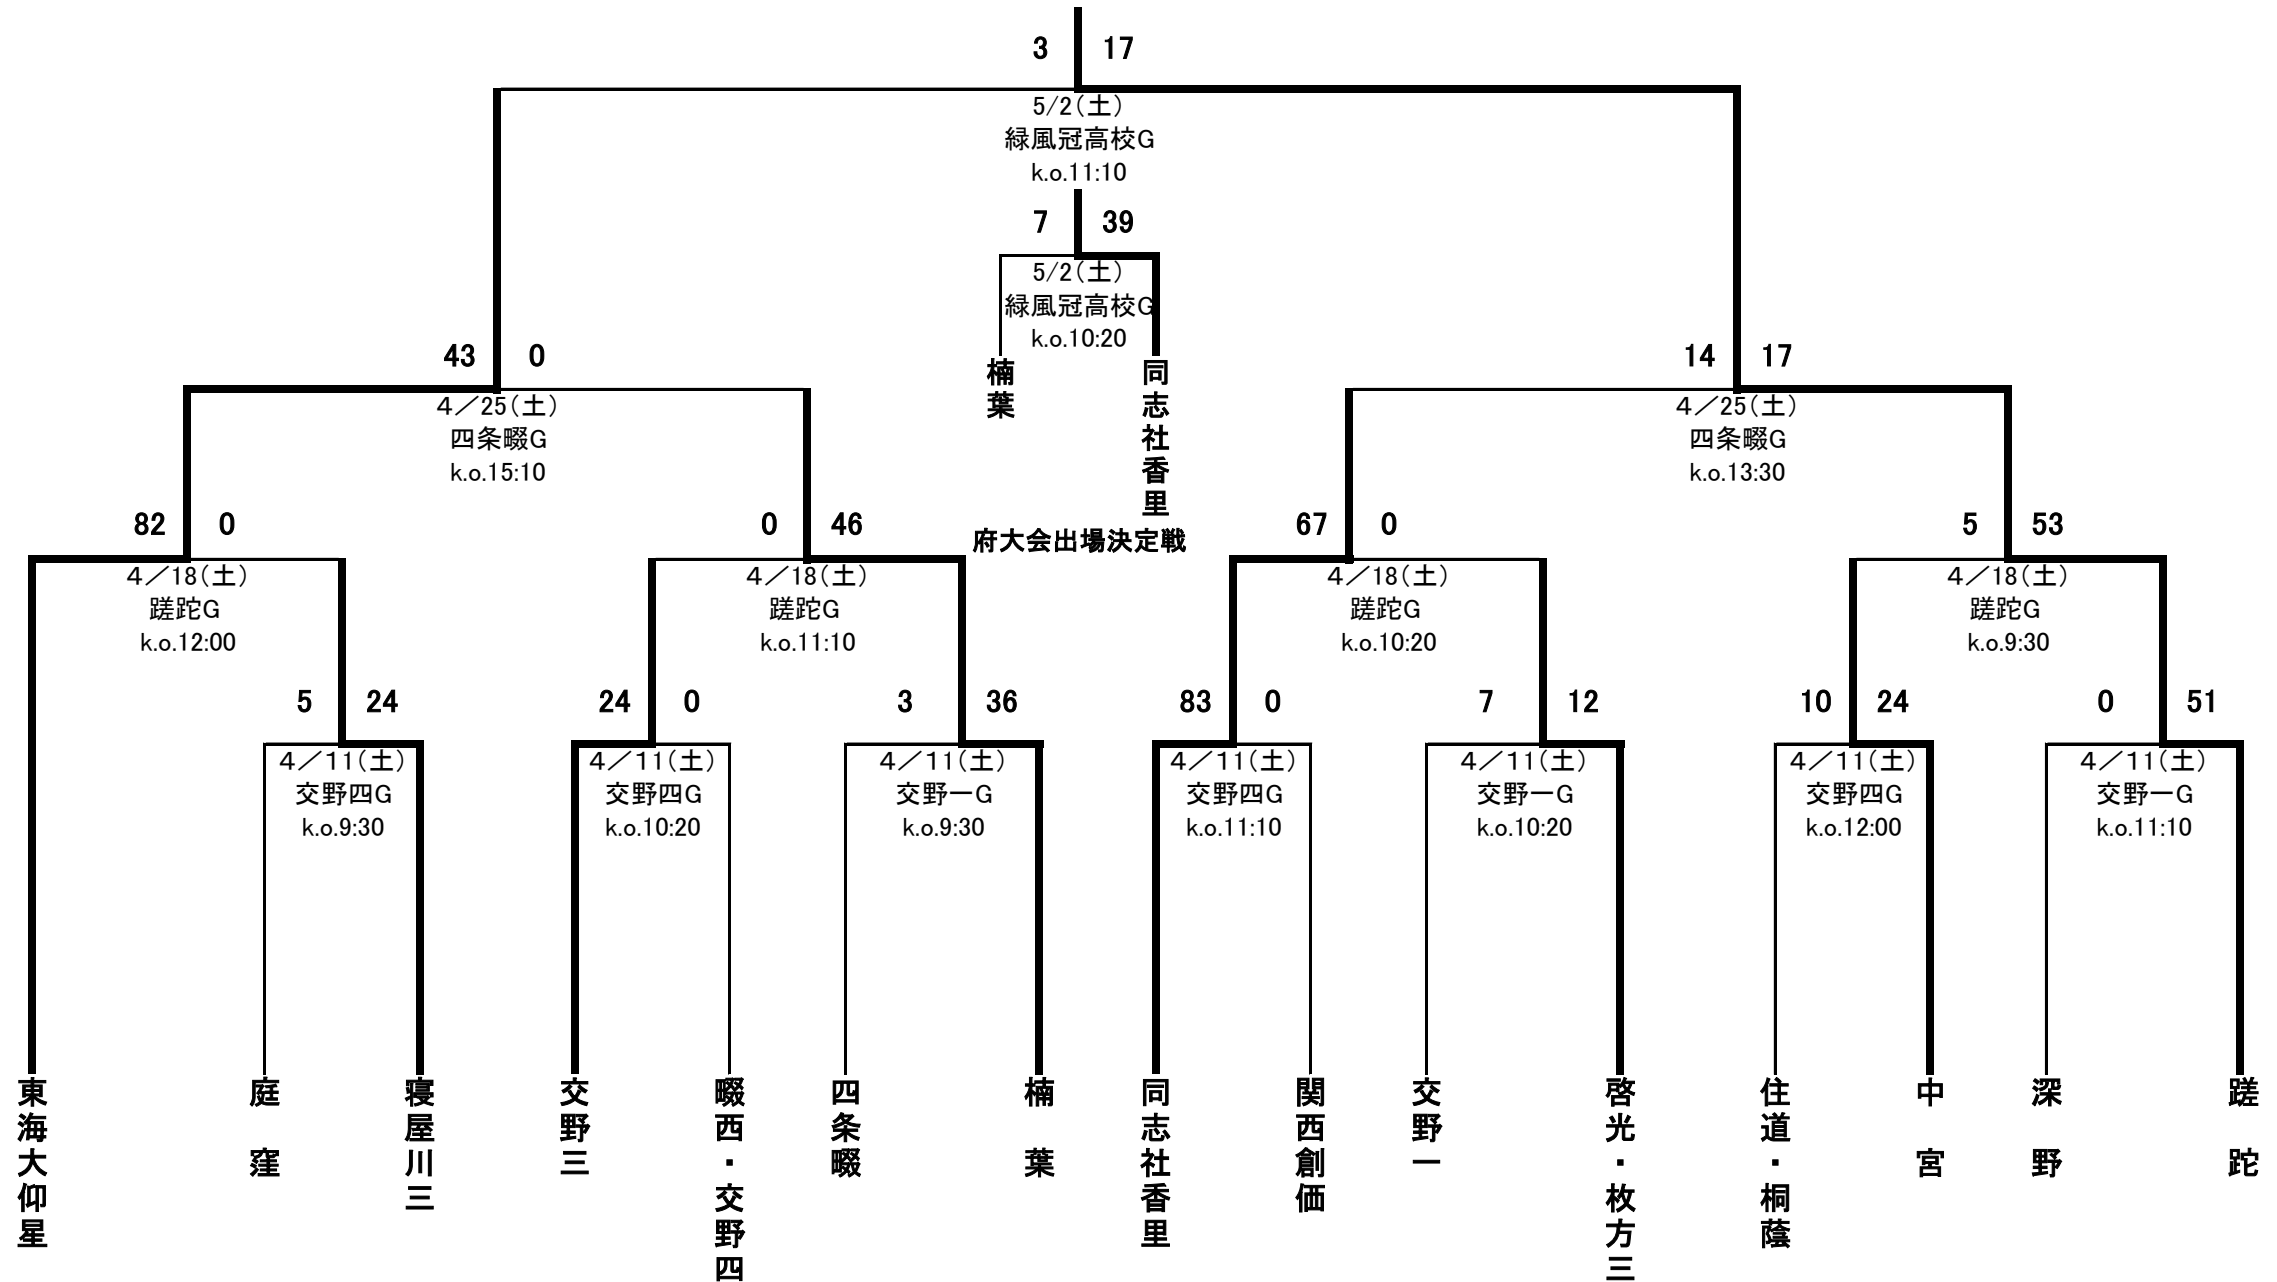 3 17
5/2(土)
緑風冠高校G
k.o.11:10
7 39
5/2(土)
緑風冠高校G
k.o.10:20
楠葉
同志社香里
府大会出場決定戦
43 0
4/25(土)
四条畷G
k.o.15:10
14 17
4/25(土)
四条畷G
k.o.13:30
82 0
4/18(土)
蹉跎G
k.o.12:00
0 46
4/18(土)
蹉跎G
k.o.11:10
67 0
4/18(土)
蹉跎G
k.o.10:20
5 53
4/18(土)
蹉跎G
k.o.9:30
5 24
4/11(土)
交野四G
k.o.9:30
24 0
4/11(土)
交野四G
k.o.10:20
3 36
4/11(土)
交野一G
k.o.9:30
83 0
4/11(土)
交野四G
k.o.11:10
7 12
4/11(土)
交野一G
k.o.10:20
10 24
4/11(土)
交野四G
k.o.12:00
0 51
4/11(土)
交野一G
k.o.11:10
東海大仰星
庭 窪
寝屋川三
交野三
畷西・交野四
四条畷
楠 葉
同志社香里
関西創価
交野一
啓光・枚方三
住道・桐蔭
中 宮
深 野
蹉 跎